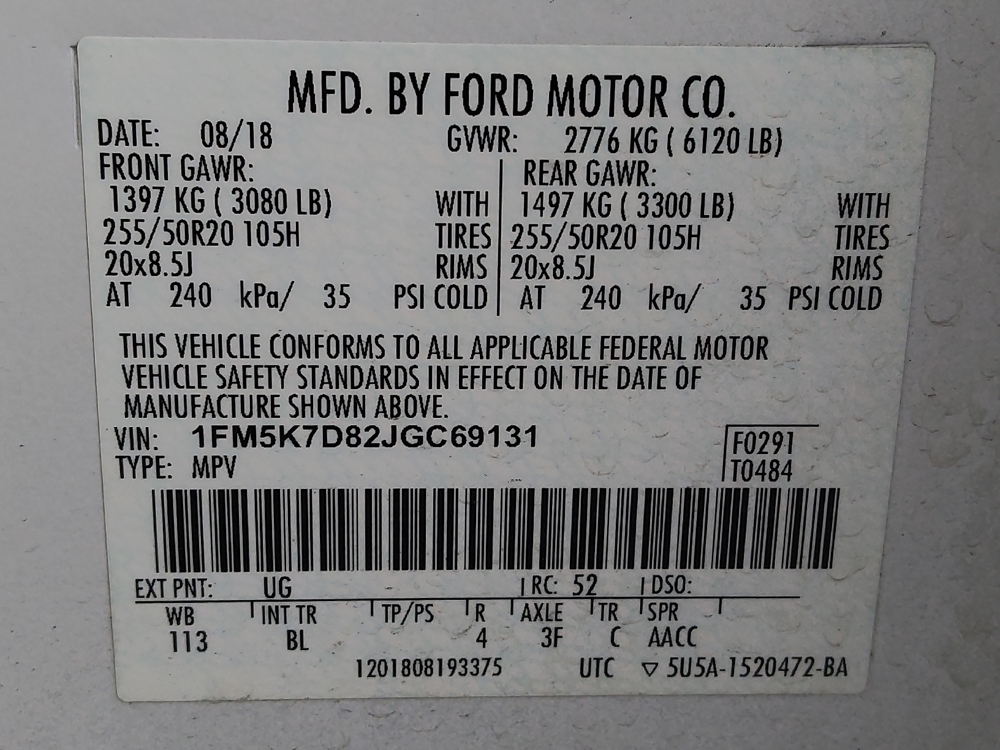 MFD. BY FORD MOTOR CO.
DATE: 08/18 GVWR: 2776 KG ( 6120 LB)
FRONT GAWR: REAR GAWR:
1397 KG ( 3080 LB) WITH 1497 KG ( 3300 LB) WITH
255/50R20 105H TIRES 255/50R20 105H TIRES
20x8.5J RIMS 20x8.5J RIMS
AT 240 kPa/ 35 PSI COLD AT 240 kPa/ 35 PSI COLD
THIS VEHICLE CONFORMS TO ALL APPLICABLE FEDERAL MOTOR
VEHICLE SAFETY STANDARDS IN EFFECT ON THE DATE OF
MANUFACTURE SHOWN ABOVE.
VIN: 1FM5K7D82JGC69131 F0291
TYPE: MPV T0484
EXT PNT: UG RC: 52 DSO:
WB INT TR TP/PS R AXLE TR SPR
113 BL 4 3F C AACC
1201808193375 UTC ▽ 5U5A-1520472-BA